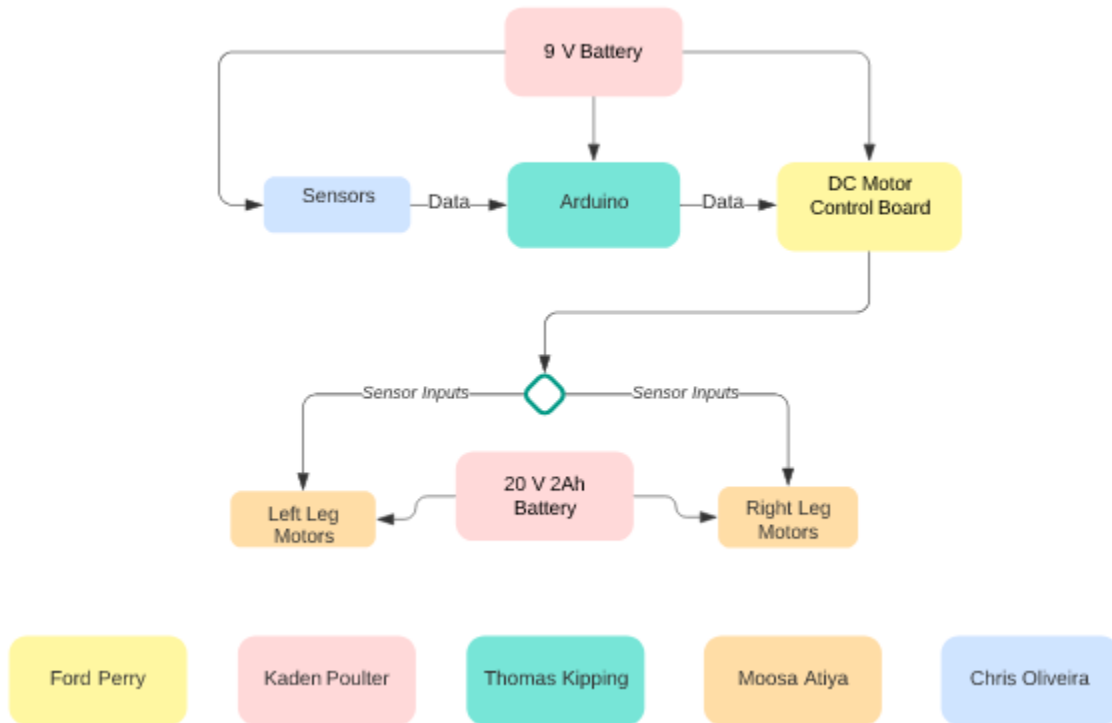 9 V Battery
Sensors
Data
Arduino
Data
DC Motor
Control Board
Sensor Inputs
Sensor Inputs
20 V 2Ah
Battery
Left Leg
Motors
Right Leg
Motors
Ford Perry
Kaden Poulter
Thomas Kipping
Moosa Atiya
Chris Oliveira